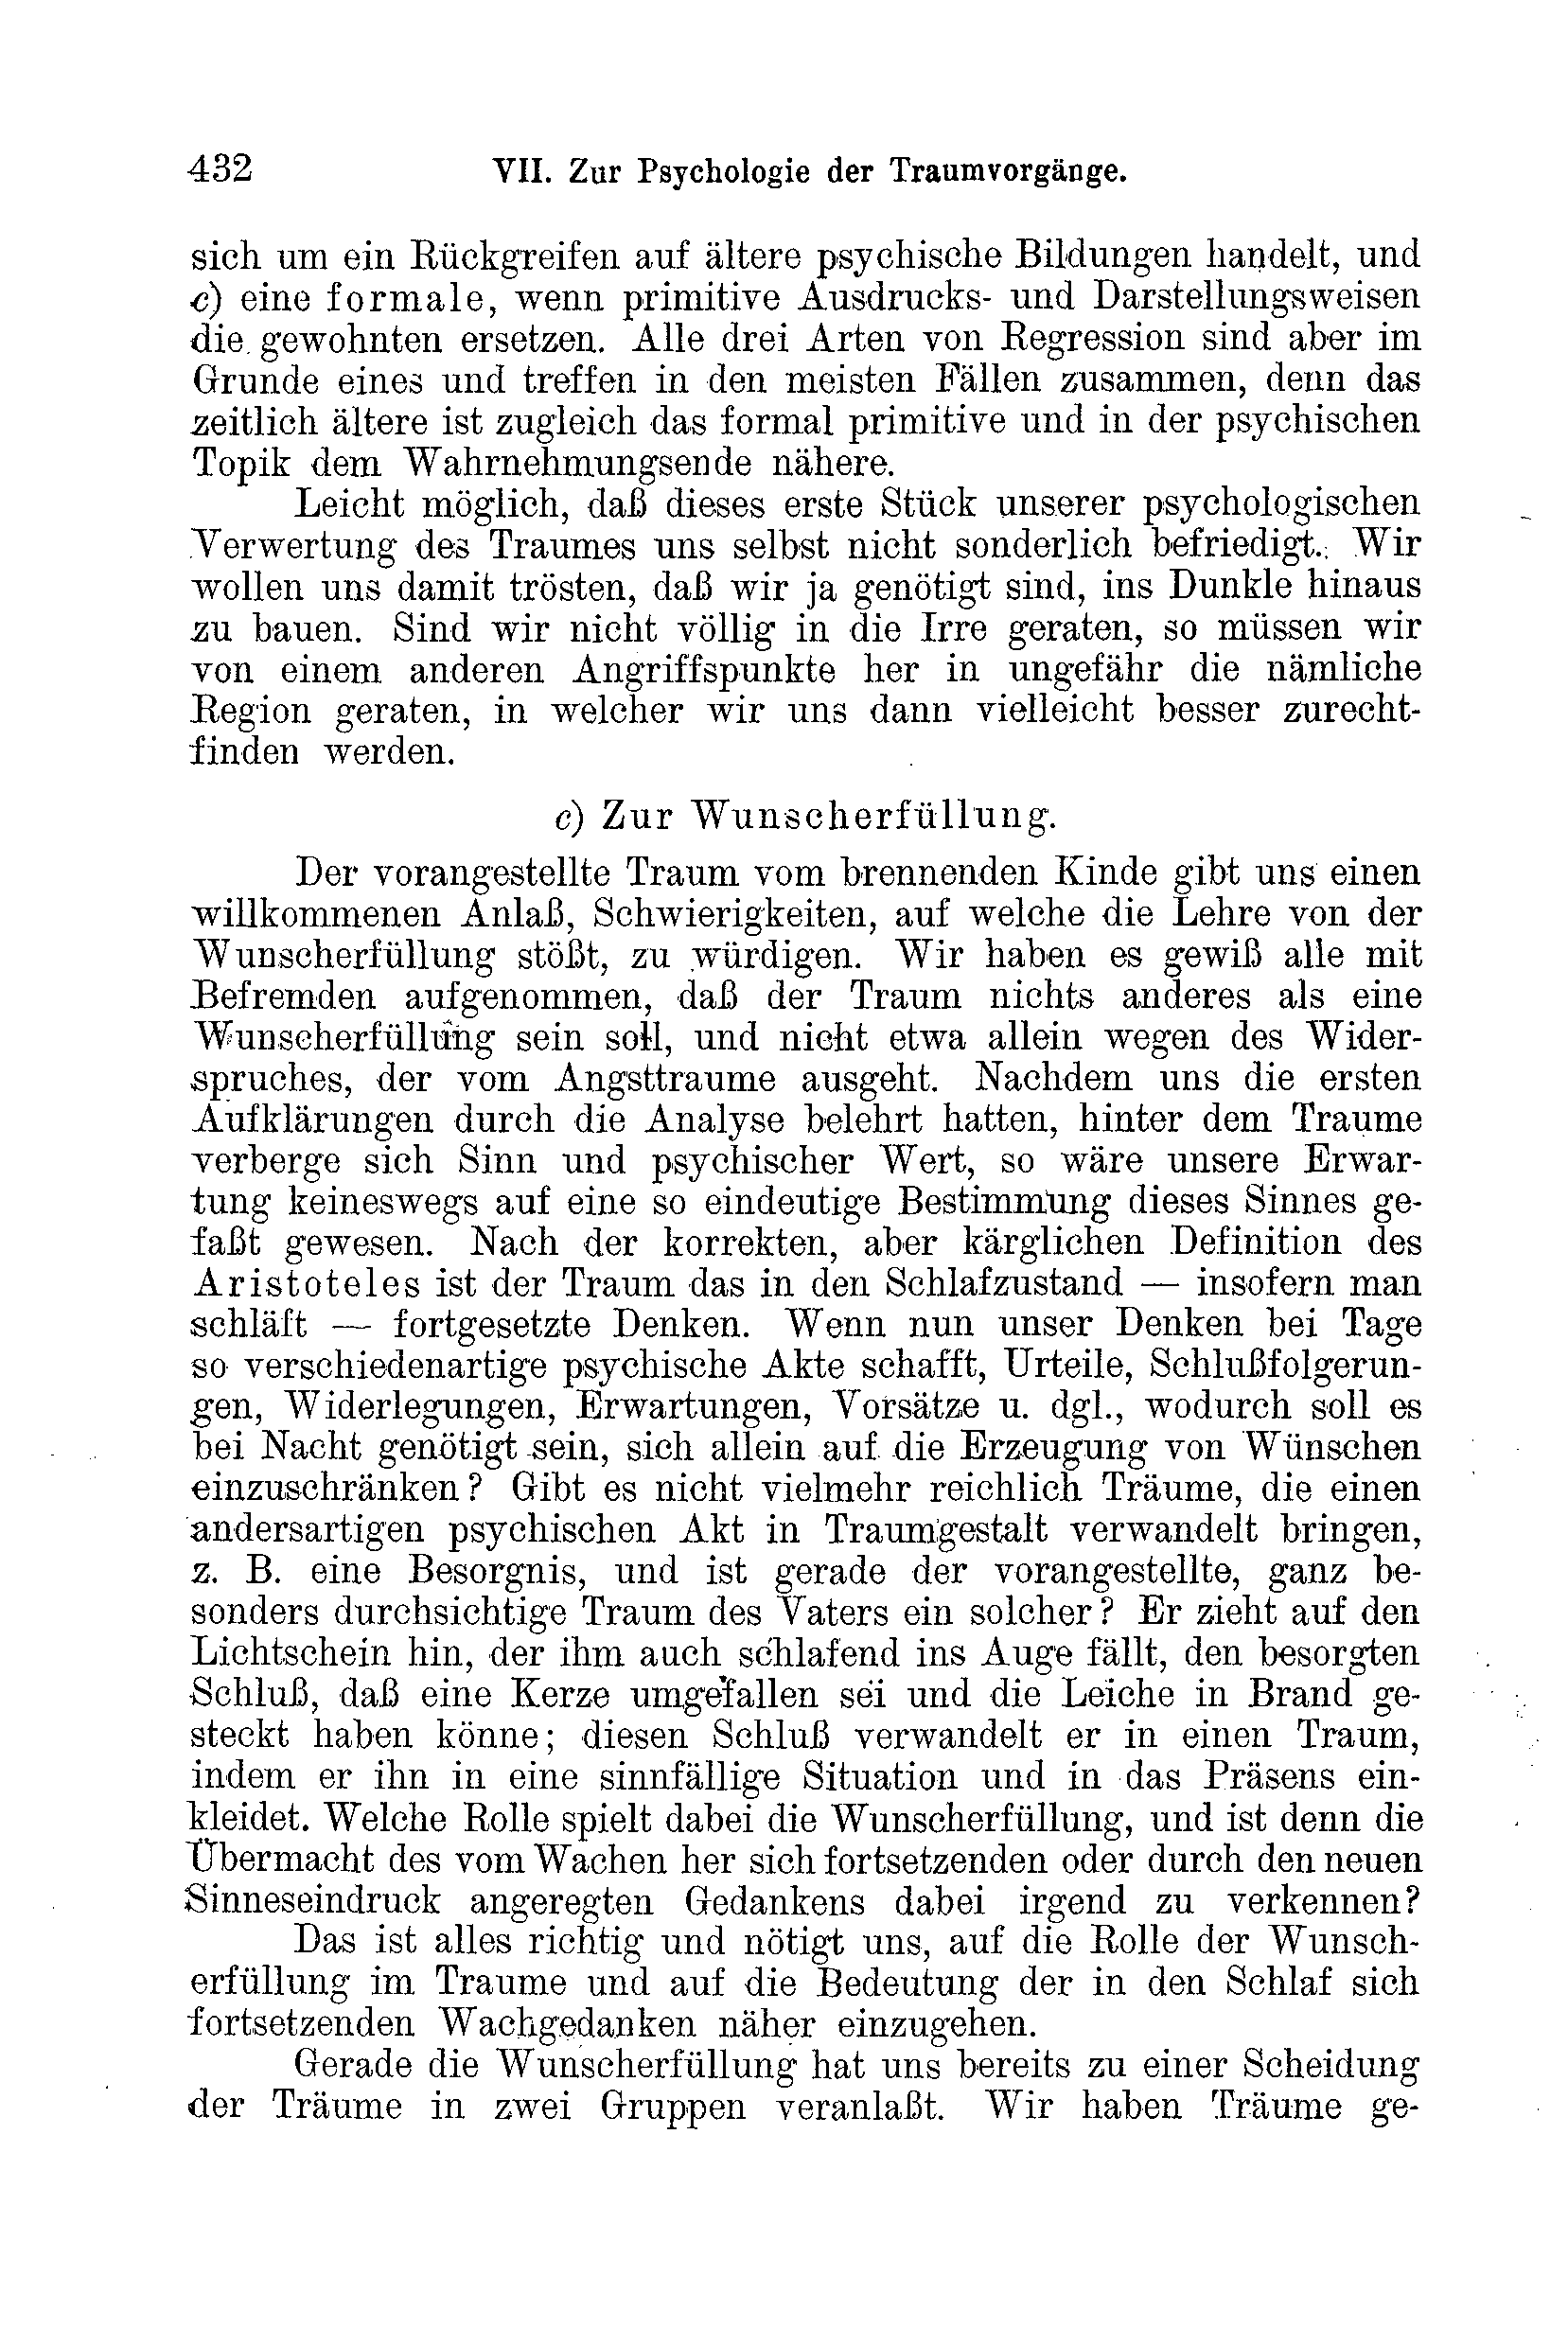 432 VII. Zur Psychologie der Traumvorgänge.
sich um ein Rückgreifen auf ältere psychische Bildungen handelt, und
c) eine formale, wenn primitive Ausdrucks- und Darstellungsweisen
die gewohnten ersetzen. Alle drei Arten von Regression sind aber im
Grunde eines und treffen in den meisten Fällen zusammen, denn das
zeitlich ältere ist zugleich das formal primitive und in der psychischen
Topik dem Wahrnehmungsende nähere.
Leicht möglich, daß dieses erste Stück unserer psychologischen
Verwertung des Traumes uns selbst nicht sonderlich befriedigt. Wir
wollen uns damit trösten, daß wir ja genötigt sind, ins Dunkle hinaus
zu bauen. Sind wir nicht völlig in die Irre geraten, so müssen wir
von einem anderen Angriffspunkte her in ungefähr die nämliche
Region geraten, in welcher wir uns dann vielleicht besser zurecht-
finden werden.
c) Zur Wunscherfüllung.
Der vorangestellte Traum vom brennenden Kinde gibt uns einen
willkommenen Anlaß, Schwierigkeiten, auf welche die Lehre von der
Wunscherfüllung stößt, zu würdigen. Wir haben es gewiß alle mit
Befremden aufgenommen, daß der Traum nichts anderes als eine
Wunscherfüllung sein soll, und nicht etwa allein wegen des Wider-
spruches, der vom Angsttraume ausgeht. Nachdem uns die ersten
Aufklärungen durch die Analyse belehrt hatten, hinter dem Traume
verberge sich Sinn und psychischer Wert, so wäre unsere Erwar-
tung keineswegs auf eine so eindeutige Bestimmung dieses Sinnes ge-
faßt gewesen. Nach der korrekten, aber kärglichen Definition des
Aristoteles ist der Traum das in den Schlafzustand — insofern man
schläft — fortgesetzte Denken. Wenn nun unser Denken bei Tage
so verschiedenartige psychische Akte schafft, Urteile, Schlußfolgerun-
gen, Widerlegungen, Erwartungen, Vorsätze u. dgl., wodurch soll es
bei Nacht genötigt sein, sich allein auf die Erzeugung von Wünschen
einzuschränken? Gibt es nicht vielmehr reichlich Träume, die einen
andersartigen psychischen Akt in Traumgestalt verwandelt bringen,
z. B. eine Besorgnis, und ist gerade der vorangestellte, ganz be-
sonders durchsichtige Traum des Vaters ein solcher? Er zieht auf den
Lichtschein hin, der ihm auch schlafend ins Auge fällt, den besorgten
Schluß, daß eine Kerze umgefallen sei und die Leiche in Brand ge-
steckt haben könne; diesen Schluß verwandelt er in einen Traum,
indem er ihn in eine sinnfällige Situation und in das Präsens ein-
kleidet. Welche Rolle spielt dabei die Wunscherfüllung, und ist denn die
Übermacht des vom Wachen her sich fortsetzenden oder durch den neuen
Sinneseindruck angeregten Gedankens dabei irgend zu verkennen?
Das ist alles richtig und nötigt uns, auf die Rolle der Wunsch-
erfüllung im Traume und auf die Bedeutung der in den Schlaf sich
fortsetzenden Wachgedanken näher einzugehen.
Gerade die Wunscherfüllung hat uns bereits zu einer Scheidung
der Träume in zwei Gruppen veranlaßt. Wir haben Träume ge-